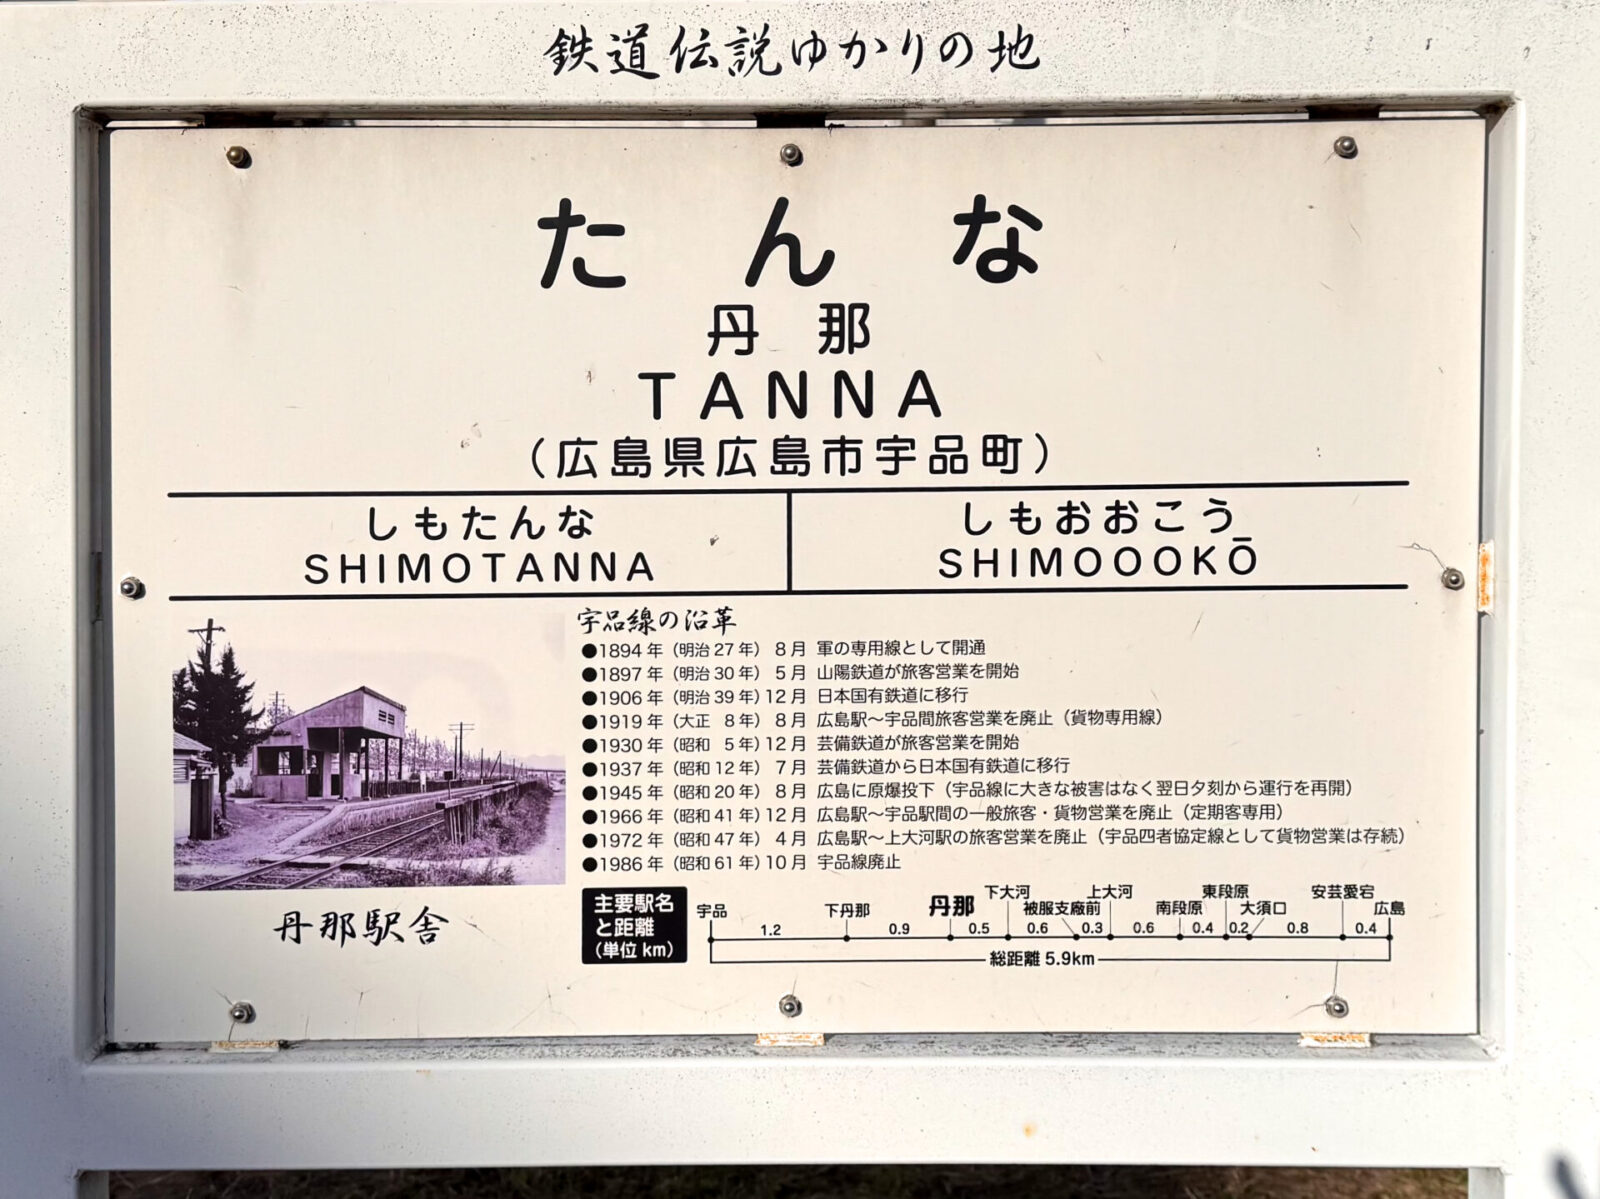 鉄道伝説ゆかりの地
たんな
丹那
TANNA
（広島県広島市宇品町）
しもたんな
SHIMOTANNA
しもおおこう
SHIMOOOKŌ
宇品線の沿革
●1894年（明治27年）8月 軍の専用線として開通
●1897年（明治30年）5月 山陽鉄道が旅客営業を開始
●1906年（明治39年）12月 日本国有鉄道に移行
●1919年（大正 8年）8月 広島駅〜宇品間旅客営業を廃止（貨物専用線）
●1930年（昭和 5年）12月 芸備鉄道が旅客営業を開始
●1937年（昭和12年）7月 芸備鉄道から日本国有鉄道に移行
●1945年（昭和20年）8月 広島に原爆投下（宇品線に大きな被害はなく翌日夕刻から運行を再開）
●1966年（昭和41年）12月 広島駅〜宇品駅間の一般旅客・貨物営業を廃止（定期客専用）
●1972年（昭和47年）4月 広島駅〜上大河駅の旅客営業を廃止（宇品四者協定線として貨物営業は存続）
●1986年（昭和61年）10月 宇品線廃止
丹那駅舎
主要駅名
と距離
（単位km）
下大河 上大河 東段原 安芸愛宕
宇品 下丹那 丹那 被服支廠前 南段原 大須口 広島
1.2 0.9 0.5 0.6 0.3 0.6 0.4 0.2 0.8 0.4
総距離 5.9km